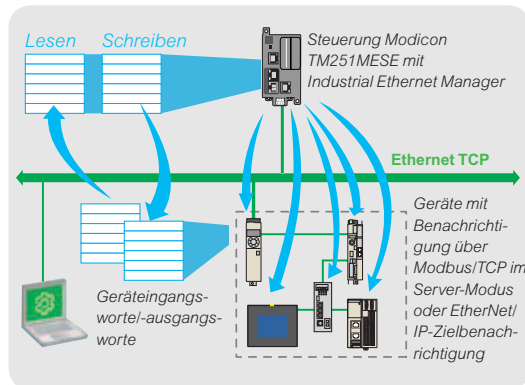 Lesen
Schreiben
Steuerung Modicon
TM251MESE mit
Industrial Ethernet Manager
Ethernet TCP
Geräte mit
Benachrichti-
gung über
Modbus/TCP im
Server-Modus
oder EtherNet/
IP-Zielbenach-
richtigung
Geräteingangs-
worte/-ausgangs-
worte